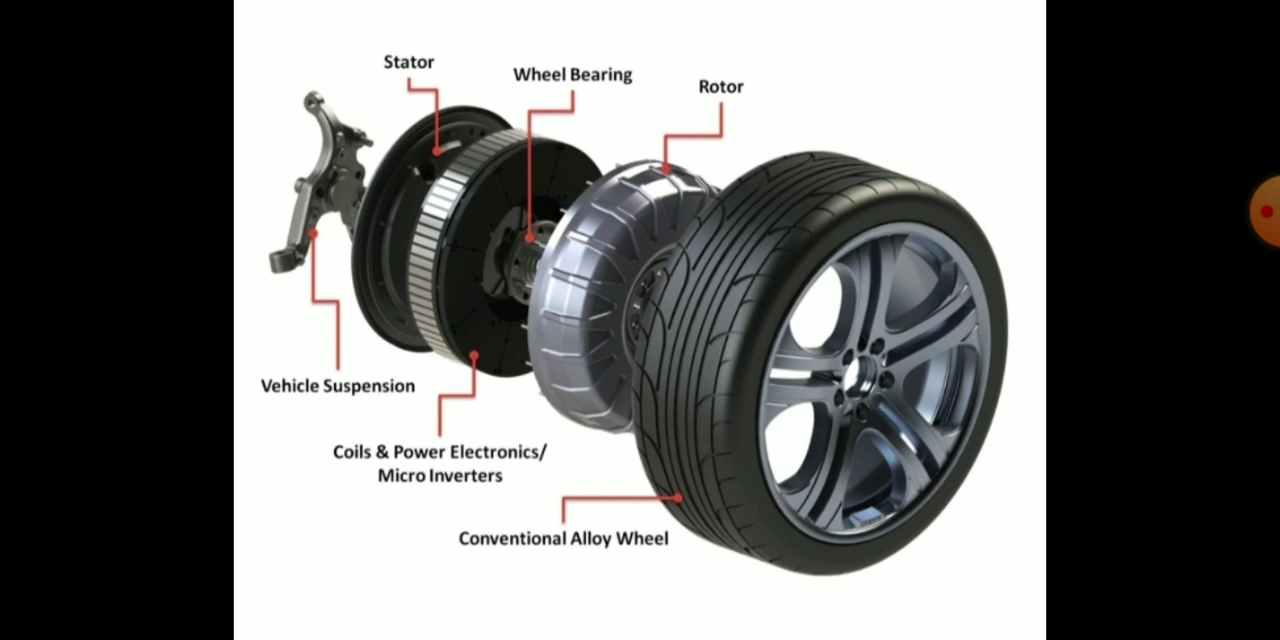 Stator
Wheel Bearing
Rotor
Vehicle Suspension
Coils & Power Electronics/
Micro Inverters
Conventional Alloy Wheel